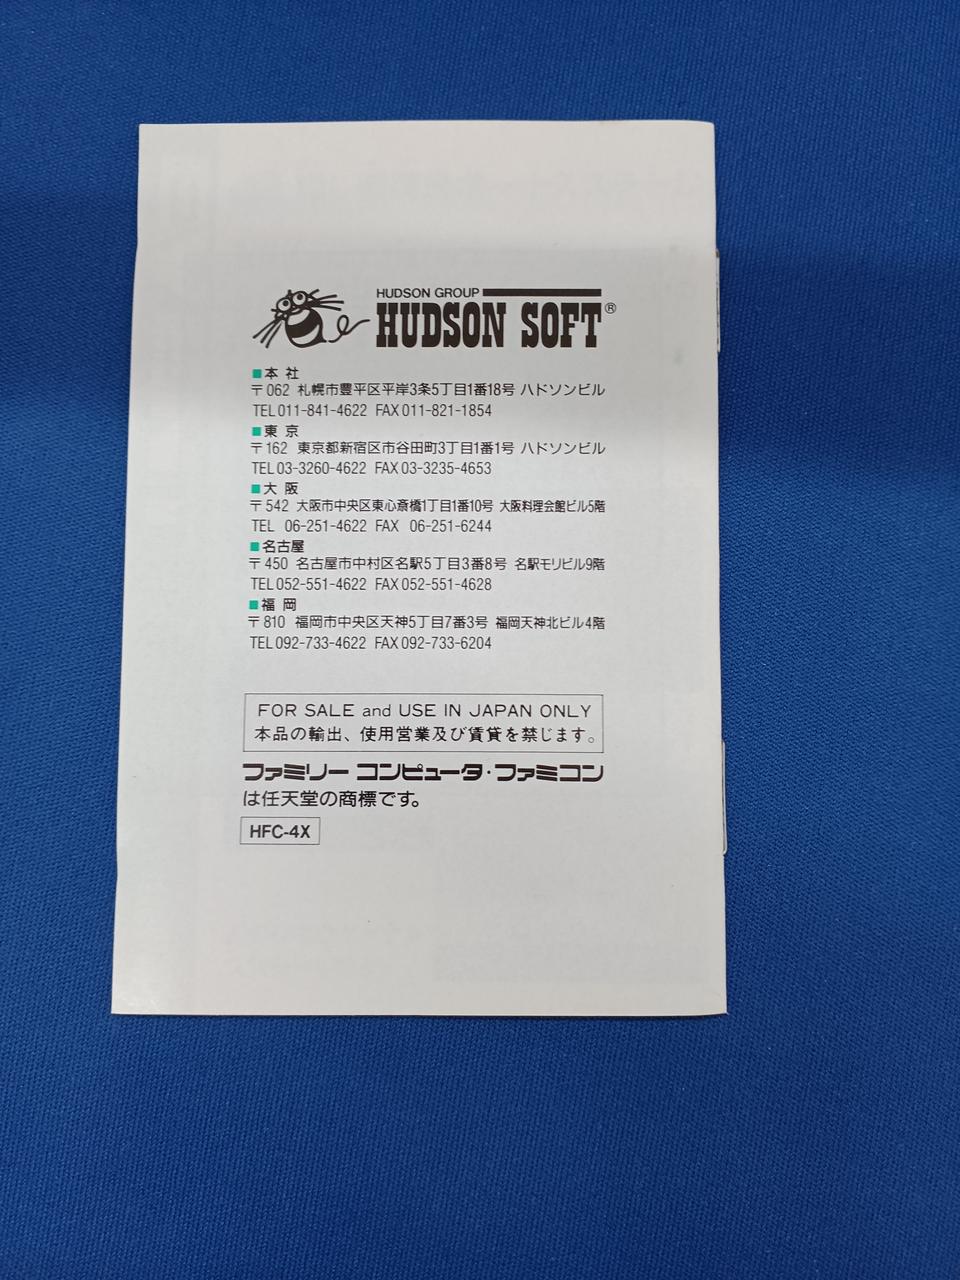 HUDSON GROUP
HUDSON SOFT®
■本社
〒062 札幌市豊平区平岸3条5丁目1番18号 ハドソンビル
TEL 011-841-4622 FAX 011-821-1854
■東京
〒162 東京都新宿区市谷田町3丁目1番1号 ハドソンビル
TEL 03-3260-4622 FAX 03-3235-4653
■大阪
〒542 大阪市中央区東心斎橋1丁目1番10号 大阪料理会館ビル5階
TEL 06-251-4622 FAX 06-251-6244
■名古屋
〒450 名古屋市中村区名駅5丁目3番8号 名駅モリビル9階
TEL 052-551-4622 FAX 052-551-4628
■福岡
〒810 福岡市中央区天神5丁目7番3号 福岡天神北ビル4階
TEL 092-733-4622 FAX 092-733-6204
FOR SALE and USE IN JAPAN ONLY
本品の輸出、使用営業及び賃貸を禁じます。
ファミリー コンピュータ・ファミコン
は任天堂の商標です。
HFC-4X